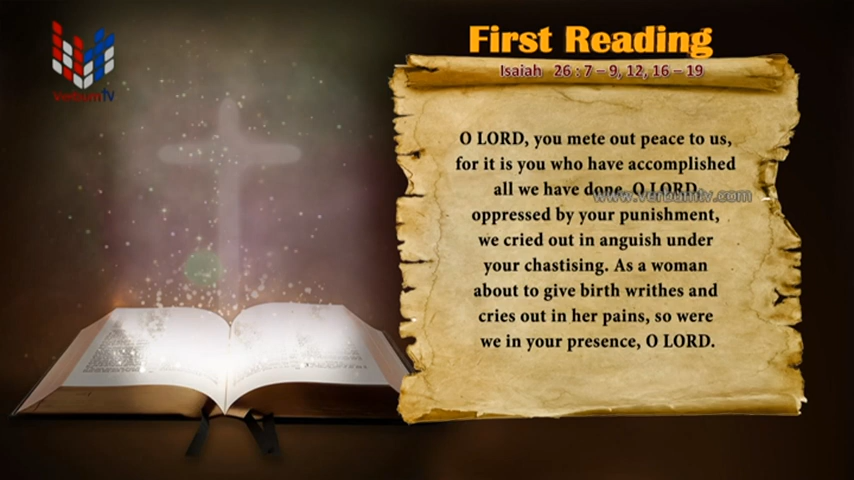 VerbumTV
First Reading
Isaiah 26 : 7 – 9, 12, 16 – 19
O LORD, you mete out peace to us,
for it is you who have accomplished
all we have done. O LORD,
www.verbumtv.com
oppressed by your punishment,
we cried out in anguish under
your chastising. As a woman
about to give birth writhes and
cries out in her pains, so were
we in your presence, O LORD.